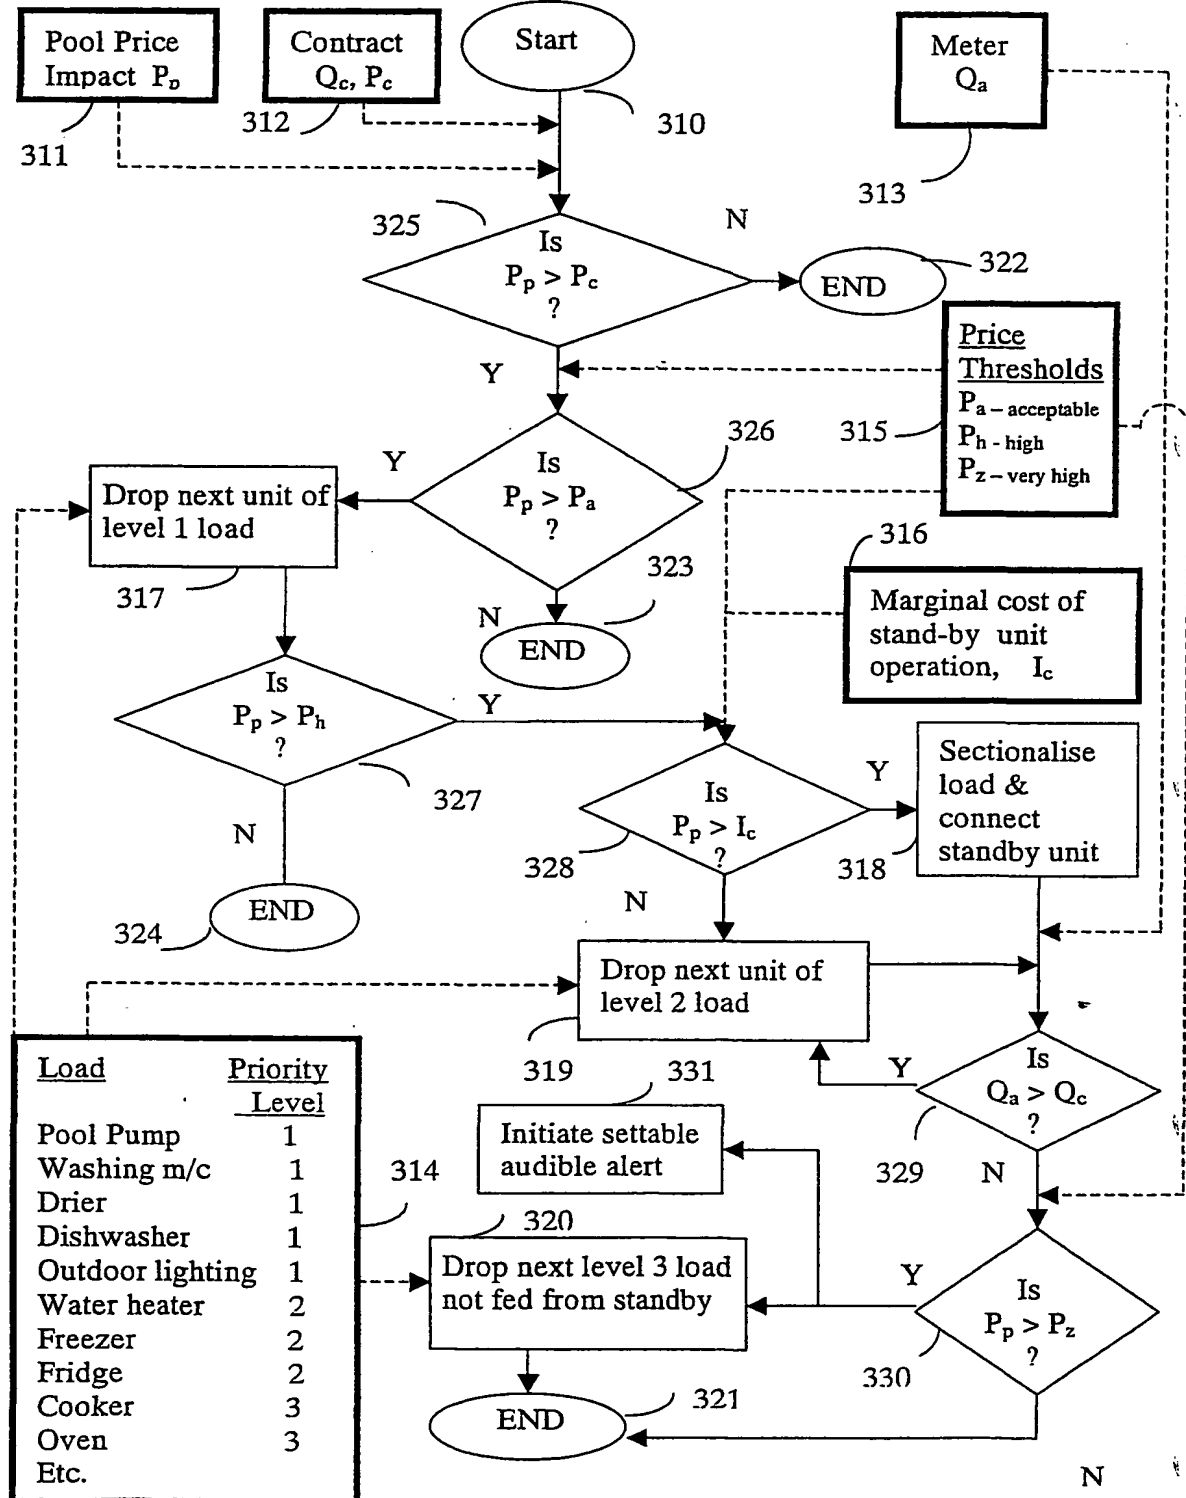 Pool Price
Impact Pp
311
Contract
Qc, Pc
312
Start
310
Meter
Qa
313
325
Is
Pp > Pc
?
N
END
322
Y
Price
Thresholds
Pa – acceptable
Ph - high
Pz – very high
315
326
Is
Pp > Pa
?
Y
Drop next unit of
level 1 load
317
N
END
323
316
Marginal cost of
stand-by unit
operation, Ic
Is
Pp > Ph
?
Y
327
N
END
324
Is
Pp > Ic
?
Y
328
N
Sectionalise
load &
connect
standby unit
318
Drop next unit of
level 2 load
319
Is
Qa > Qc
?
Y
329
N
331
Initiate settable
audible alert
320
Drop next level 3 load
not fed from standby
Is
Pp > Pz
?
Y
330
N
END
321
Load Priority
Level
Pool Pump 1
Washing m/c 1
Drier 1
Dishwasher 1
Outdoor lighting 1
Water heater 2
Freezer 2
Fridge 2
Cooker 3
Oven 3
Etc.
314